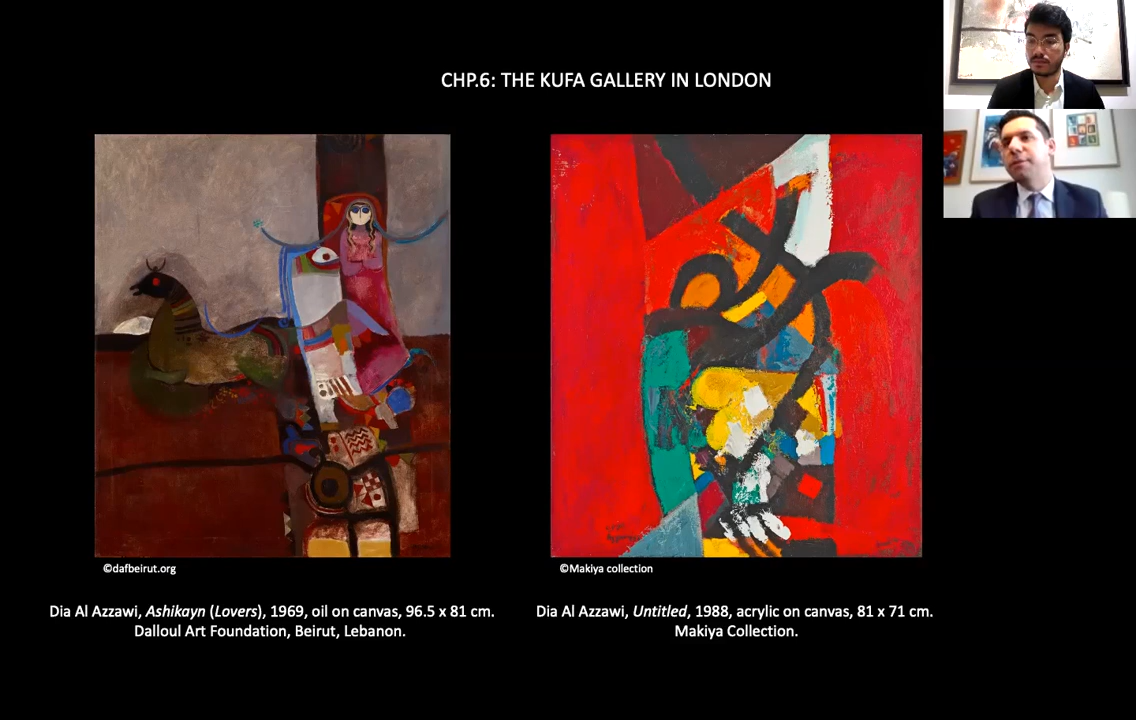 CHP.6: THE KUFA GALLERY IN LONDON
©dafbeirut.org
Dia Al Azzawi, Ashikayn (Lovers), 1969, oil on canvas, 96.5 x 81 cm.
Dalloul Art Foundation, Beirut, Lebanon.
©Makiya collection
Dia Al Azzawi, Untitled, 1988, acrylic on canvas, 81 x 71 cm.
Makiya Collection.